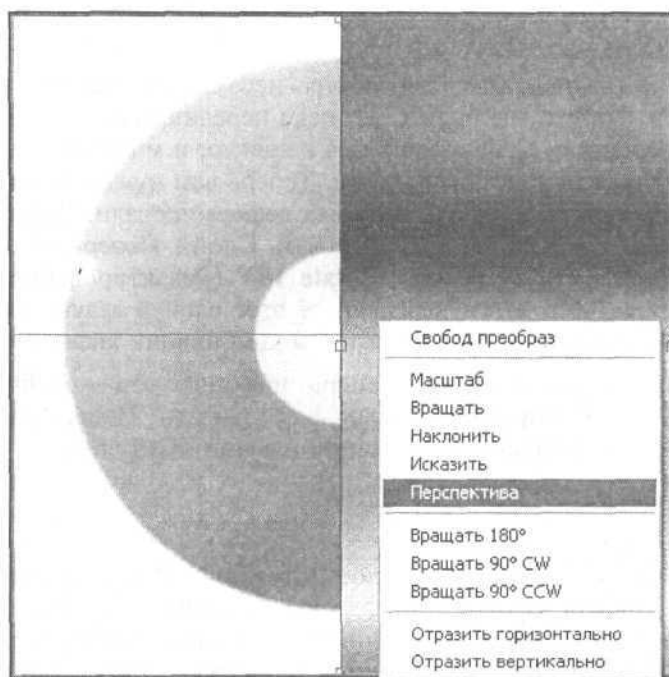 Свобод преобраз
Масштаб
Вращать
Наклонить
Исказить
Перспектива
Вращать 180°
Вращать 90° CW
Вращать 90° CCW
Отразить горизонтально
Отразить вертикально